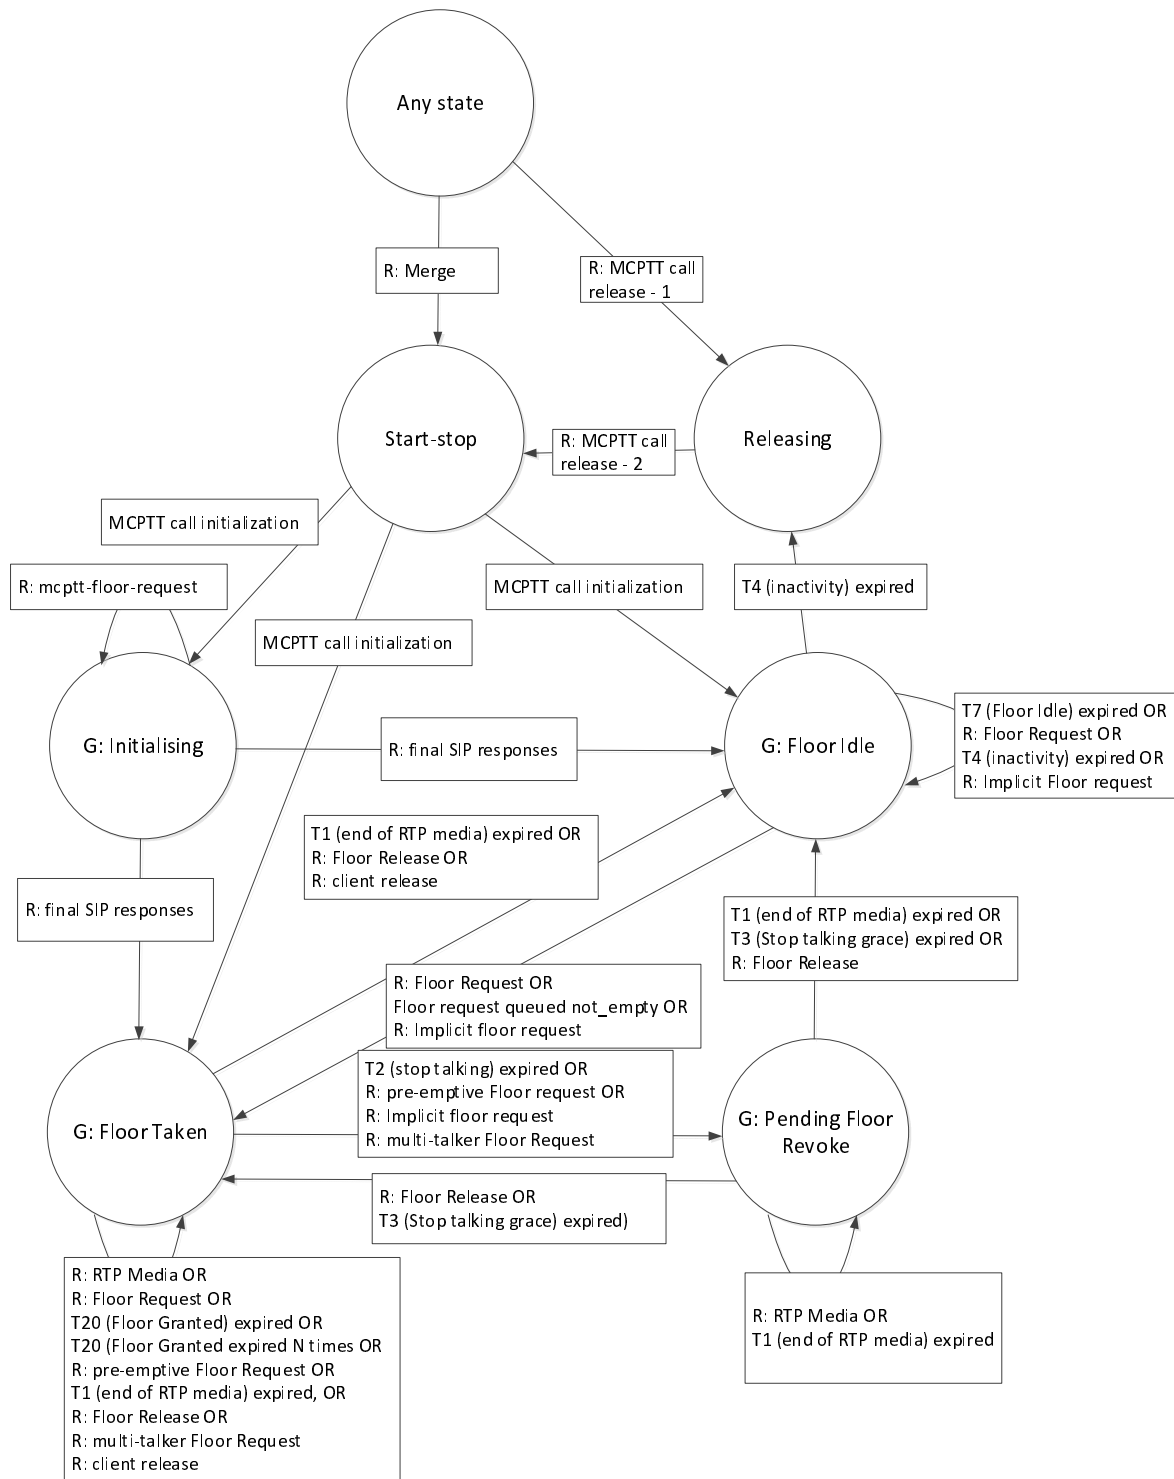 Any state
R: Merge
R: MCPTT call
release - 1
Start-stop
R: MCPTT call
release - 2
Releasing
MCPTT call initialization
R: mcptt-floor-request
MCPTT call initialization
T4 (inactivity) expired
MCPTT call initialization
G: Initialising
R: final SIP responses
G: Floor Idle
T7 (Floor Idle) expired OR
R: Floor Request OR
T4 (inactivity) expired OR
R: Implicit Floor request
T1 (end of RTP media) expired OR
R: Floor Release OR
R: client release
R: final SIP responses
T1 (end of RTP media) expired OR
T3 (Stop talking grace) expired OR
R: Floor Release
R: Floor Request OR
Floor request queued not_empty OR
R: Implicit floor request
G: Floor Taken
T2 (stop talking) expired OR
R: pre-emptive Floor request OR
R: Implicit floor request
R: multi-talker Floor Request
G: Pending Floor
Revoke
R: Floor Release OR
T3 (Stop talking grace) expired)
R: RTP Media OR
R: Floor Request OR
T20 (Floor Granted) expired OR
T20 (Floor Granted expired N times OR
R: pre-emptive Floor Request OR
T1 (end of RTP media) expired, OR
R: Floor Release OR
R: multi-talker Floor Request
R: client release
R: RTP Media OR
T1 (end of RTP media) expired